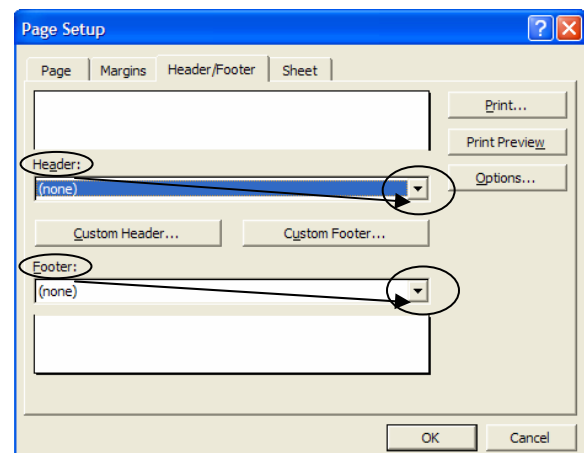 Page Setup
Page Margins Header/Footer Sheet
Print...
Print Preview
Header:
(none)
Options...
Custom Header... Custom Footer...
Footer:
(none)
OK Cancel